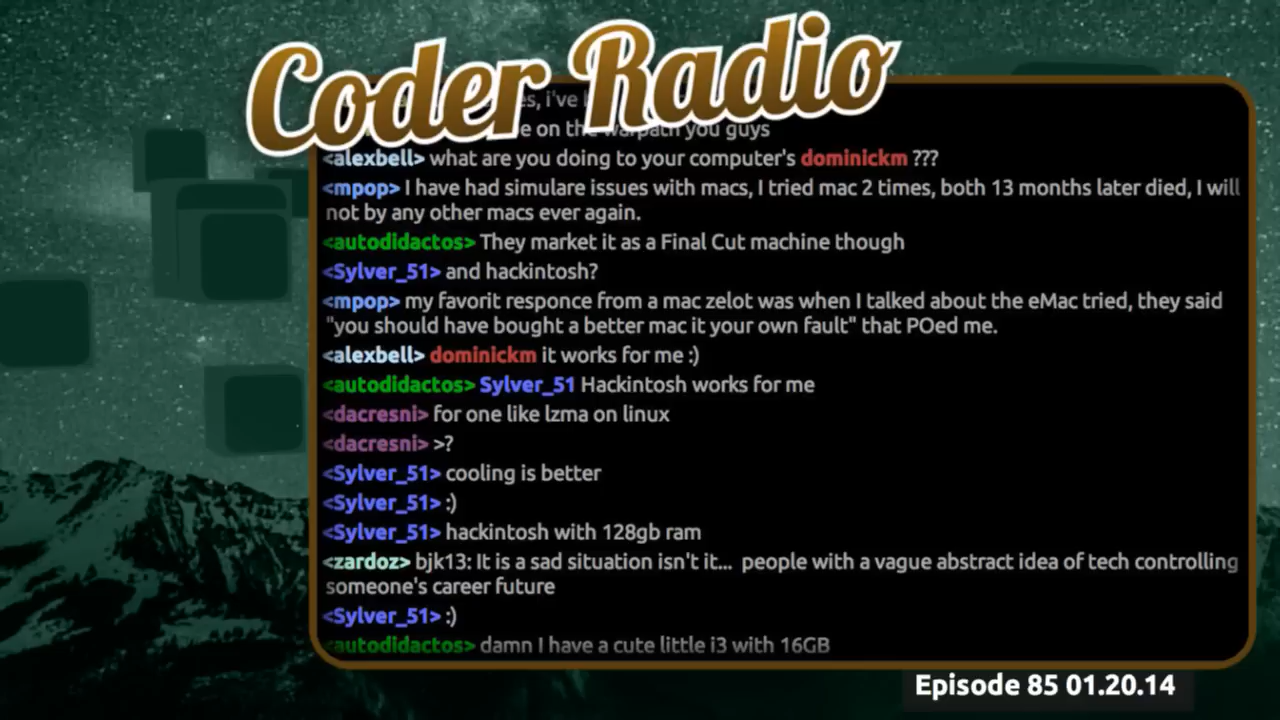 Coder Radio
es, i've
e on the warpath you guys
<alexbell> what are you doing to your computer's dominickm ???
<mpop> I have had simulare issues with macs, I tried mac 2 times, both 13 months later died, I will
not by any other macs ever again.
<autodidactos> They market it as a Final Cut machine though
<Sylver_51> and hackintosh?
<mpop> my favorit responce from a mac zelot was when I talked about the eMac tried, they said
"you should have bought a better mac it your own fault" that POed me.
<alexbell> dominickm it works for me :)
<autodidactos> Sylver_51 Hackintosh works for me
<dacresni> for one like lzma on linux
<dacresni> >?
<Sylver_51> cooling is better
<Sylver_51> :)
<Sylver_51> hackintosh with 128gb ram
<zardoz> bjk13: It is a sad situation isn't it... people with a vague abstract idea of tech controlling
someone's career future
<Sylver_51> :)
<autodidactos> damn I have a cute little i3 with 16GB
Episode 85 01.20.14